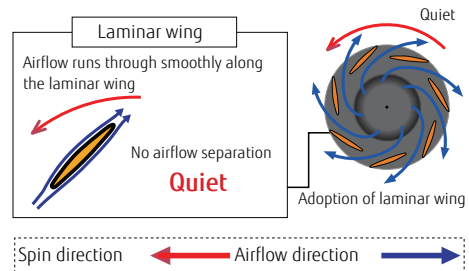 Laminar wing
Airflow runs through smoothly along
the laminar wing
No airflow separation
Quiet
Quiet
Adoption of laminar wing
Spin direction
Airflow direction